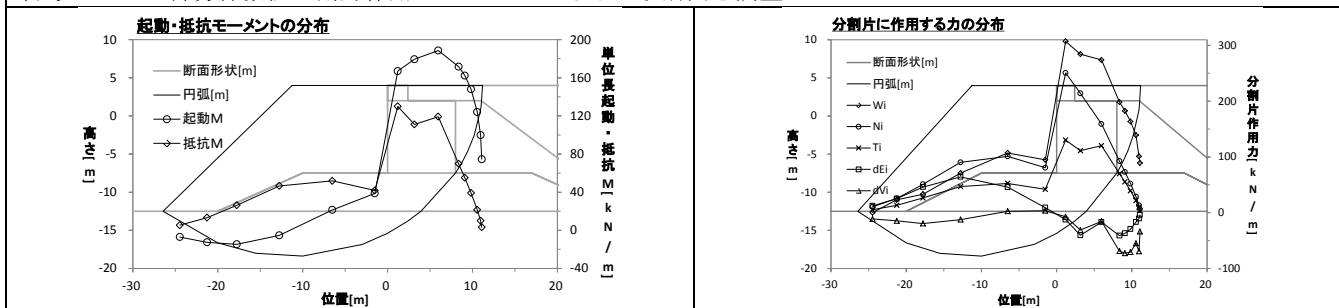 起動・抵抗モーメントの分布
10
5
0
-5
-10
-15
-20
高さ[m]
断面形状[m]
円弧[m]
起動M
抵抗M
200
160
120
80
40
0
-40
単位長起動・抵抗M[kN/m]
-30
-20
-10
0
10
20
位置[m]
分割片に作用する力の分布
10
5
0
-5
-10
-15
-20
高さ[m]
断面形状[m]
円弧[m]
Wi
Ni
Ti
dEi
dVi
300
200
100
0
-100
分割片作用力[kN/m]
-30
-20
-10
0
10
20
位置[m]